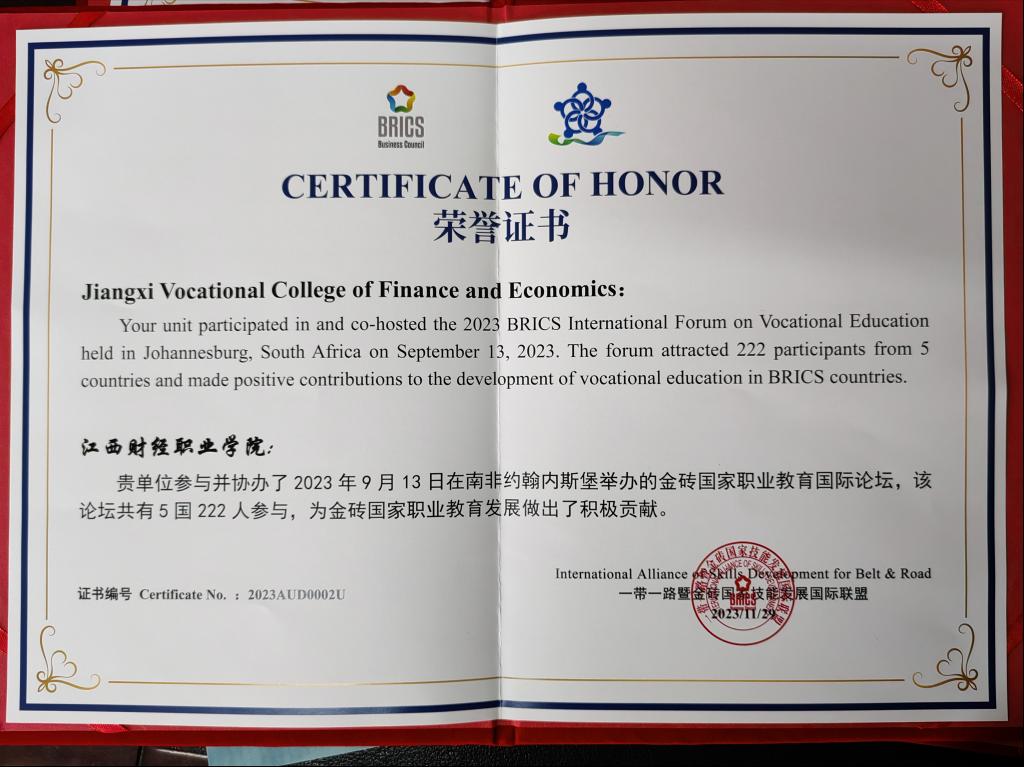 BRICS
Business Council
CERTIFICATE OF HONOR
荣誉证书
Jiangxi Vocational College of Finance and Economics:
Your unit participated in and co-hosted the 2023 BRICS International Forum on Vocational Education
held in Johannesburg, South Africa on September 13, 2023. The forum attracted 222 participants from 5
countries and made positive contributions to the development of vocational education in BRICS countries.
江西财经职业学院：
贵单位参与并协办了 2023 年 9 月 13 日在南非约翰内斯堡举办的金砖国家职业教育国际论坛，该
论坛共有 5 国 222 人参与，为金砖国家职业教育发展做出了积极贡献。
International Alliance of Skills Development for Belt & Road
一带一路暨金砖国家技能发展国际联盟
2023/11/29
BRICS
证书编号 Certificate No. ：2023AUD0002U